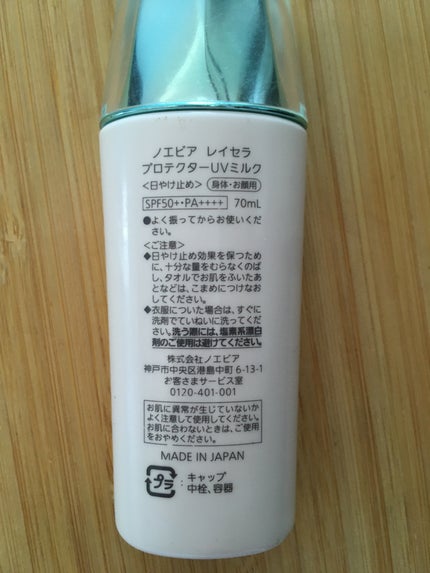 ノエビア レイセラ
プロテクターUVミルク
<日やけ止め> 身体・お顔用
SPF50+・PA++++ 70mL
●よく振ってからお使いくだ
さい。
<ご注意>
◆日やけ止め効果を保つため
に、十分な量をむらなくのば
し、タオルでお肌をふいたあ
となどは、こまめにつけなお
してください。
◆衣服についた場合は、すぐに
洗剤でていねいに洗ってくだ
さい。洗う際には、塩素系漂白
剤のご使用は避けてください。
株式会社ノエビア
神戸市中央区港島中町6-13-1
お客さまサービス室
0120-401-001
お肌に異常が生じていないか
よく注意して使用してください。
お肌に合わないときは、ご使用
をおやめください。
MADE IN JAPAN
プラ : キャップ
中栓、容器